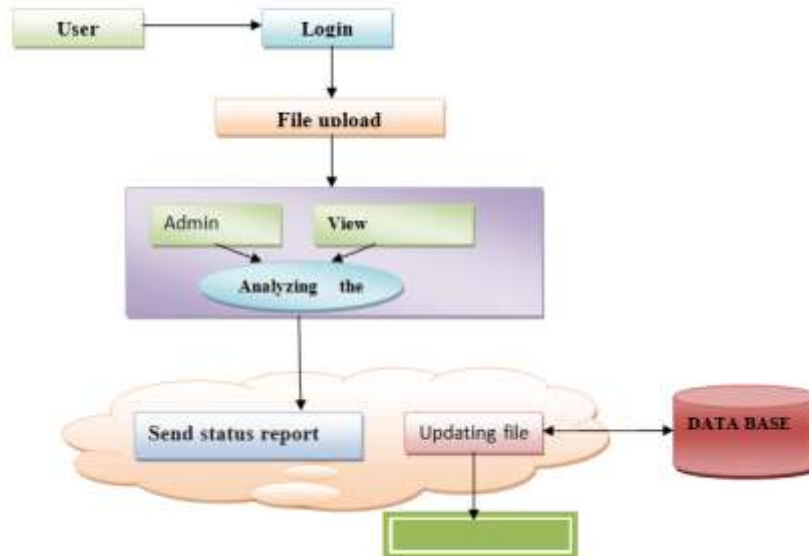 User
Login
File upload
Admin
View
Analyzing the
Send status report
Updating file
DATA BASE